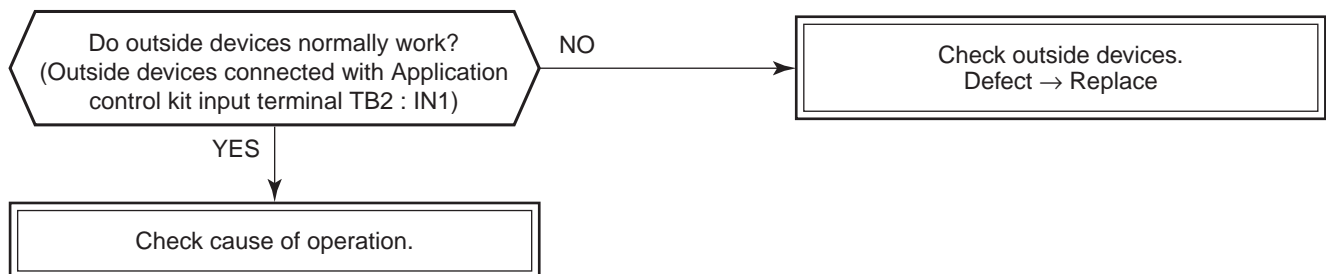 Do outside devices normally work?
(Outside devices connected with Application
control kit input terminal TB2 : IN1)
NO
Check outside devices.
Defect → Replace
YES
Check cause of operation.